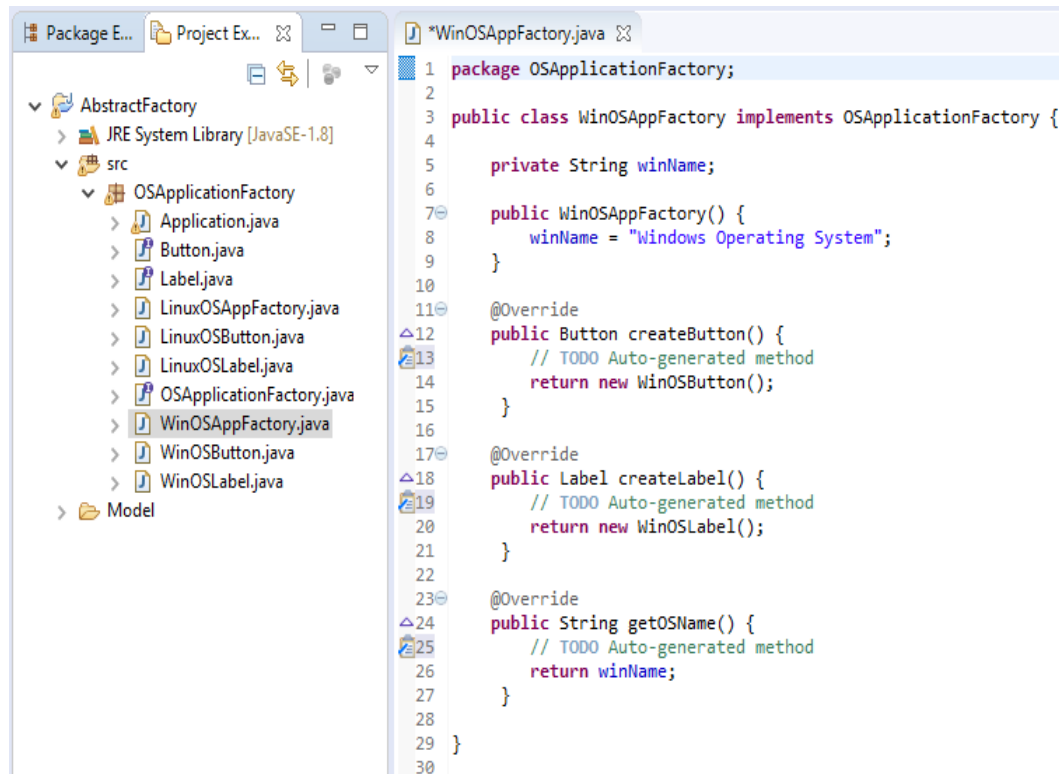 Package E...
Project Ex...
AbstractFactory
JRE System Library [JavaSE-1.8]
src
OSApplicationFactory
Application.java
Button.java
Label.java
LinuxOSAppFactory.java
LinuxOSButton.java
LinuxOSLabel.java
OSApplicationFactory.java
WinOSAppFactory.java
WinOSButton.java
WinOSLabel.java
Model
*WinOSAppFactory.java
1 package OSApplicationFactory;
2
3 public class WinOSAppFactory implements OSApplicationFactory {
4
5 private String winName;
6
7 public WinOSAppFactory() {
8 winName = "Windows Operating System";
9 }
10
11 @Override
12 public Button createButton() {
13 // TODO Auto-generated method
14 return new WinOSButton();
15 }
16
17 @Override
18 public Label createLabel() {
19 // TODO Auto-generated method
20 return new WinOSLabel();
21 }
22
23 @Override
24 public String getOSName() {
25 // TODO Auto-generated method
26 return winName;
27 }
28
29 }
30